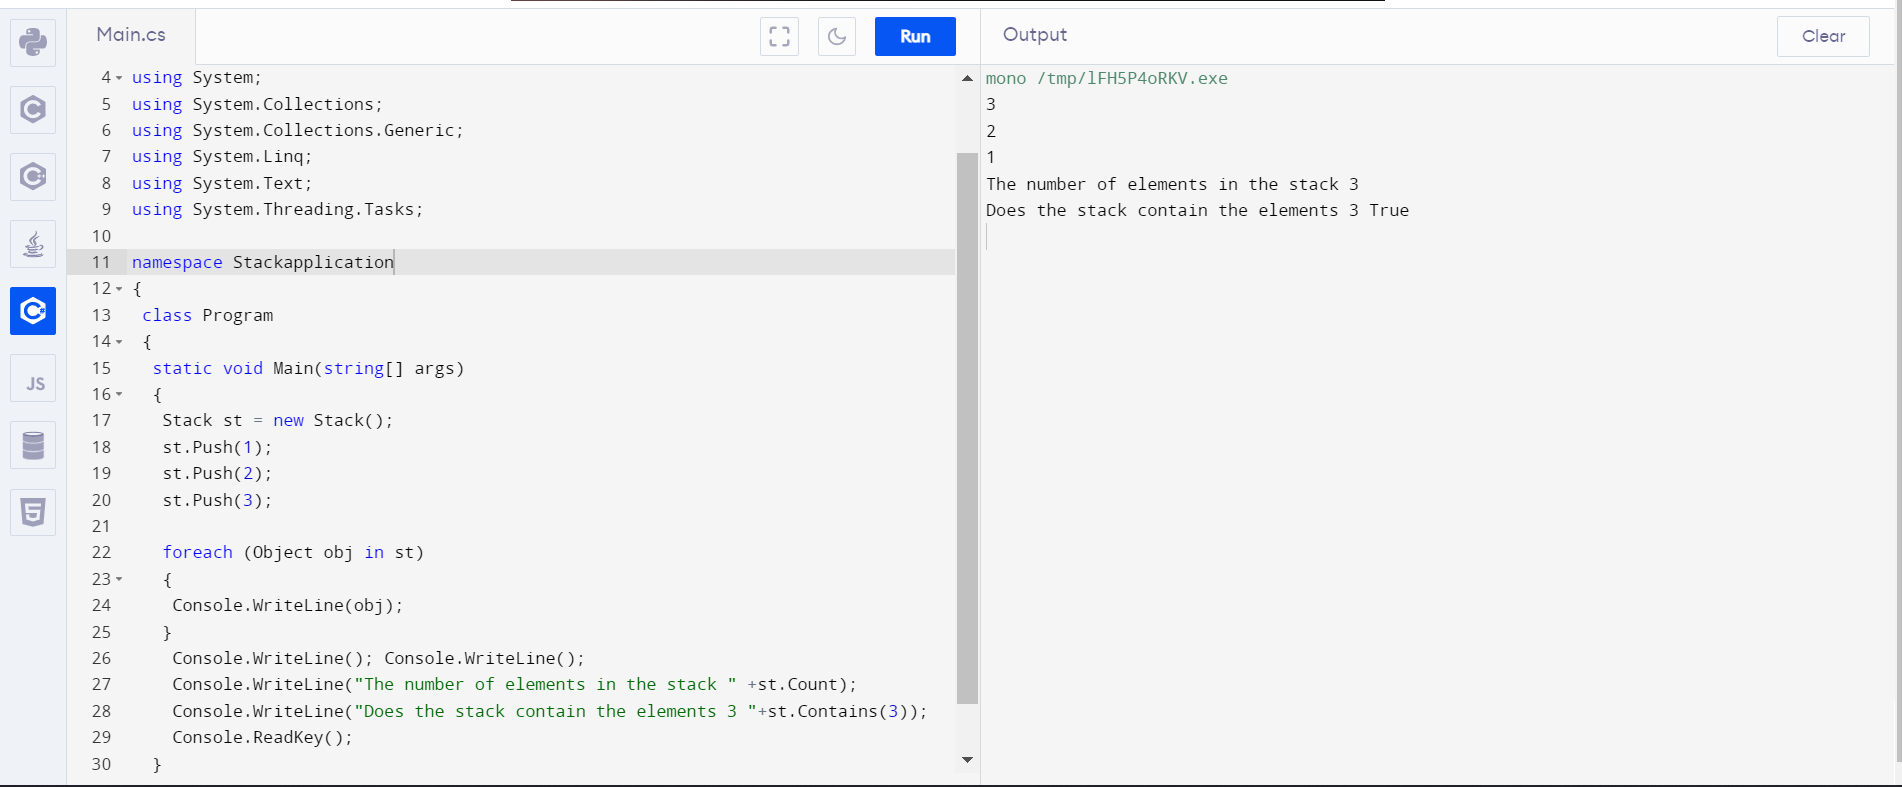 Main.cs
Run
4 using System;
5 using System.Collections;
6 using System.Collections.Generic;
7 using System.Linq;
8 using System.Text;
9 using System.Threading.Tasks;
10
11 namespace Stackapplication
12 {
13 class Program
14 {
15 static void Main(string[] args)
16 {
17 Stack st = new Stack();
18 st.Push(1);
19 st.Push(2);
20 st.Push(3);
21
22 foreach (Object obj in st)
23 {
24 Console.WriteLine(obj);
25 }
26 Console.WriteLine(); Console.WriteLine();
27 Console.WriteLine("The number of elements in the stack " +st.Count);
28 Console.WriteLine("Does the stack contain the elements 3 "+st.Contains(3));
29 Console.ReadKey();
30 }
JS
Output
Clear
mono /tmp/lFH5P4oRKV.exe
3
2
1
The number of elements in the stack 3
Does the stack contain the elements 3 True